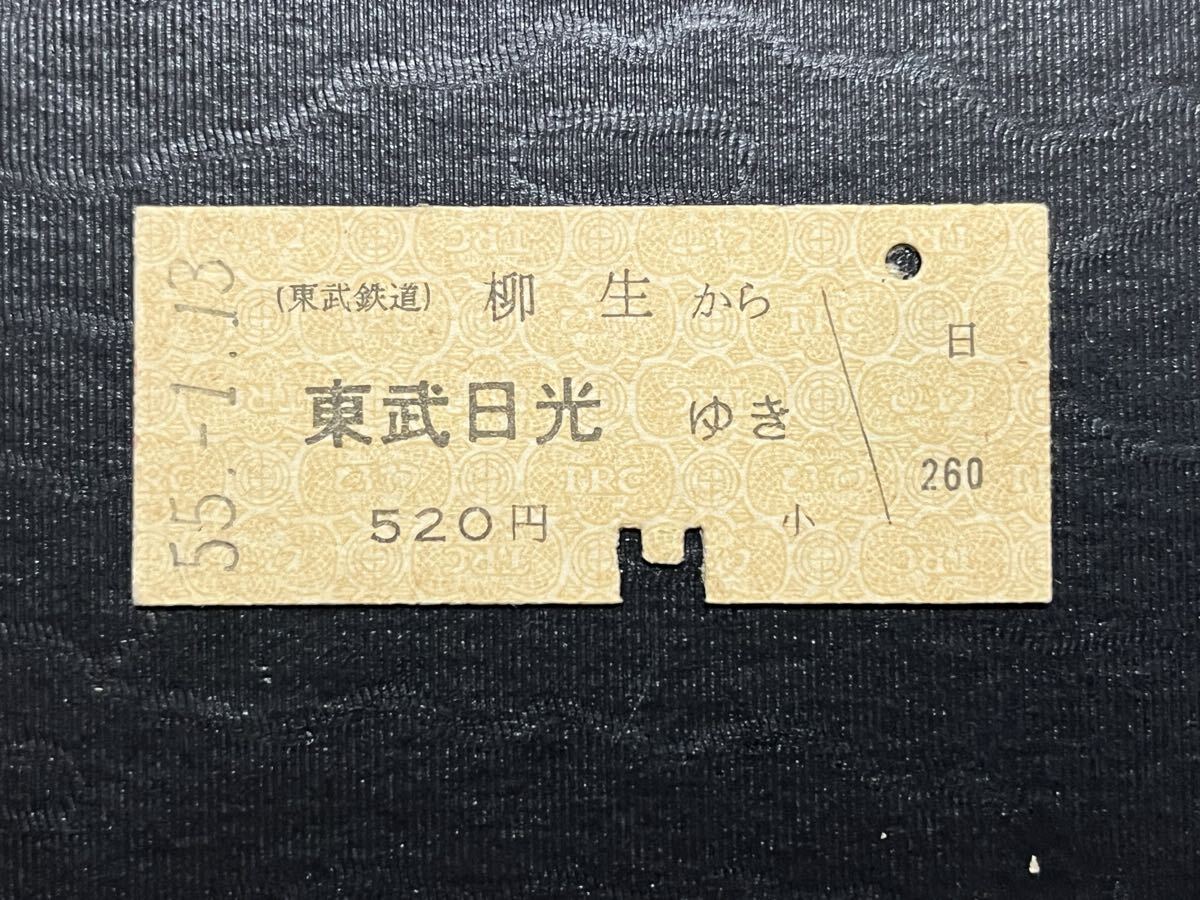 55.-1.13
(東武鉄道) 柳生から
東武日光ゆき
520円
小
日
260
TRC